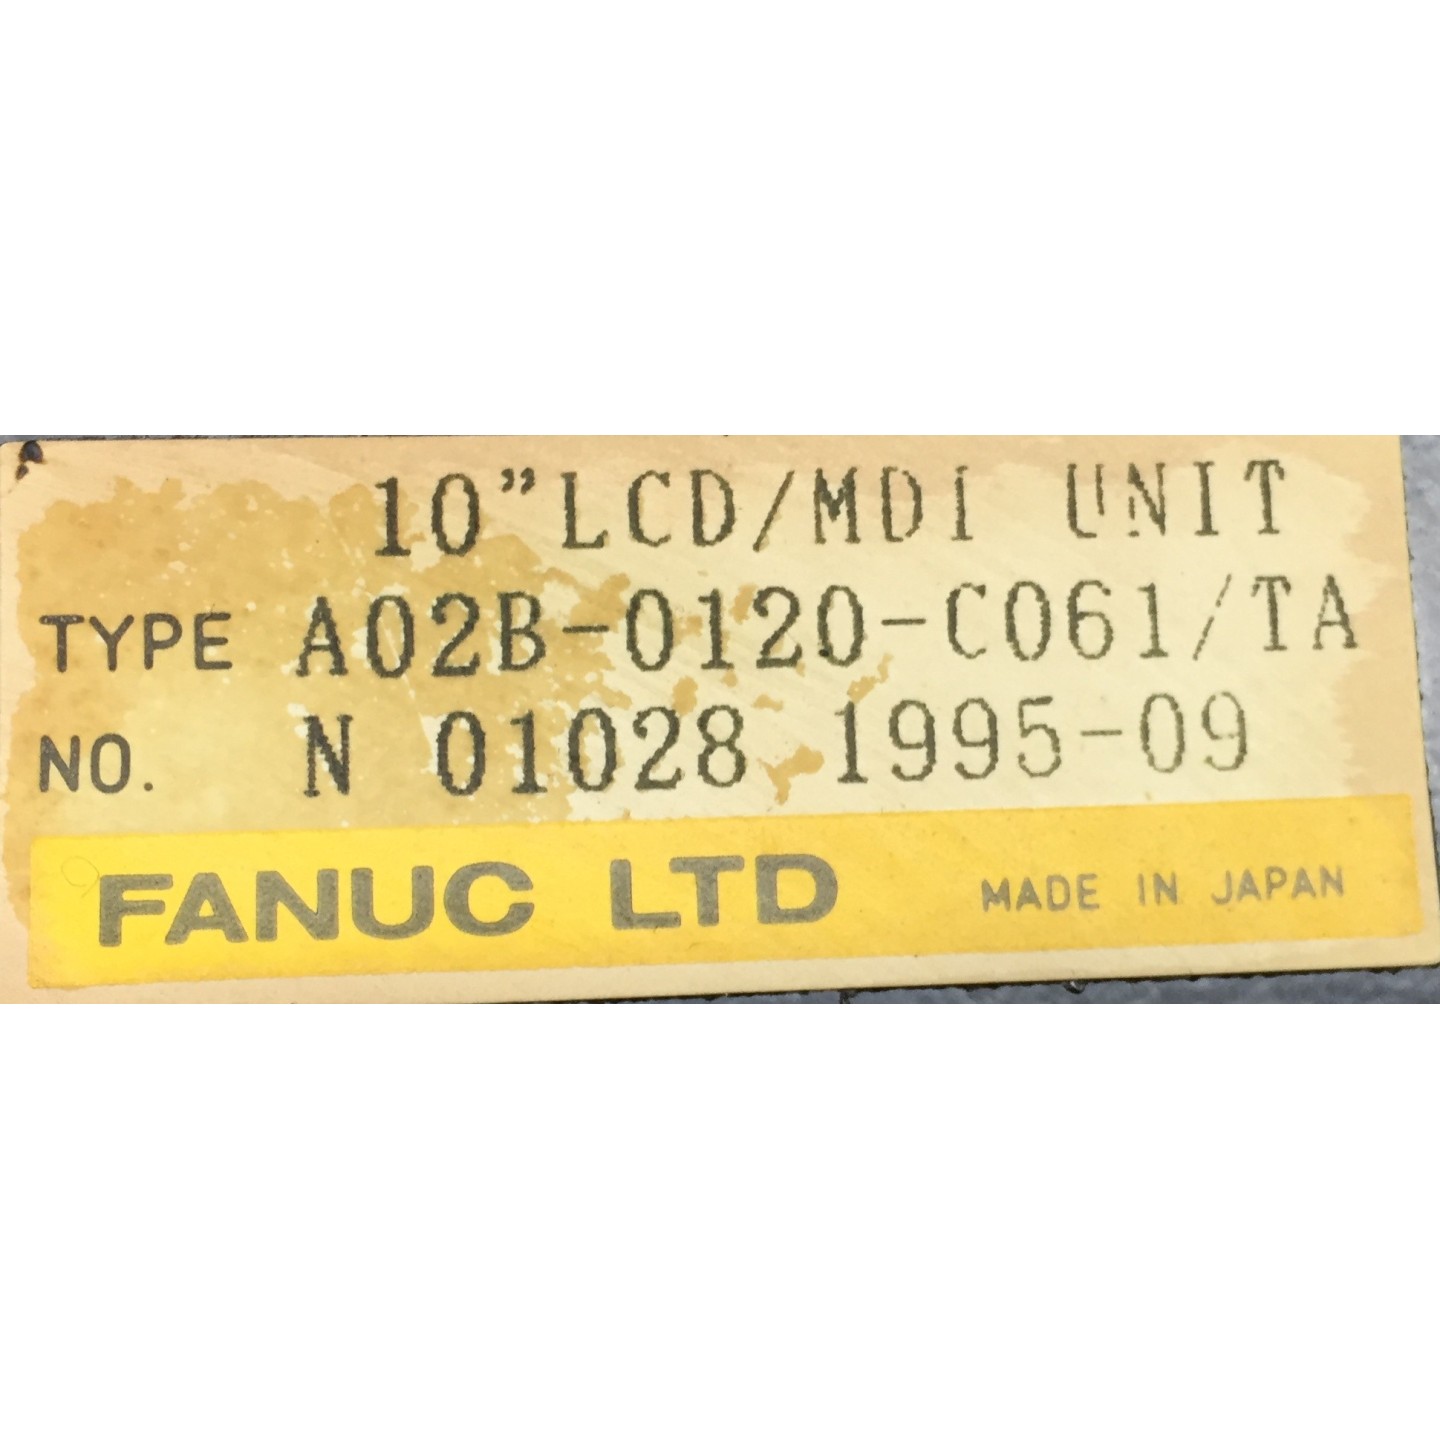 10" LCD/MDI UNIT
TYPE A02B-0120-C061/TA
NO. N 01028 1995-09
FANUC LTD MADE IN JAPAN